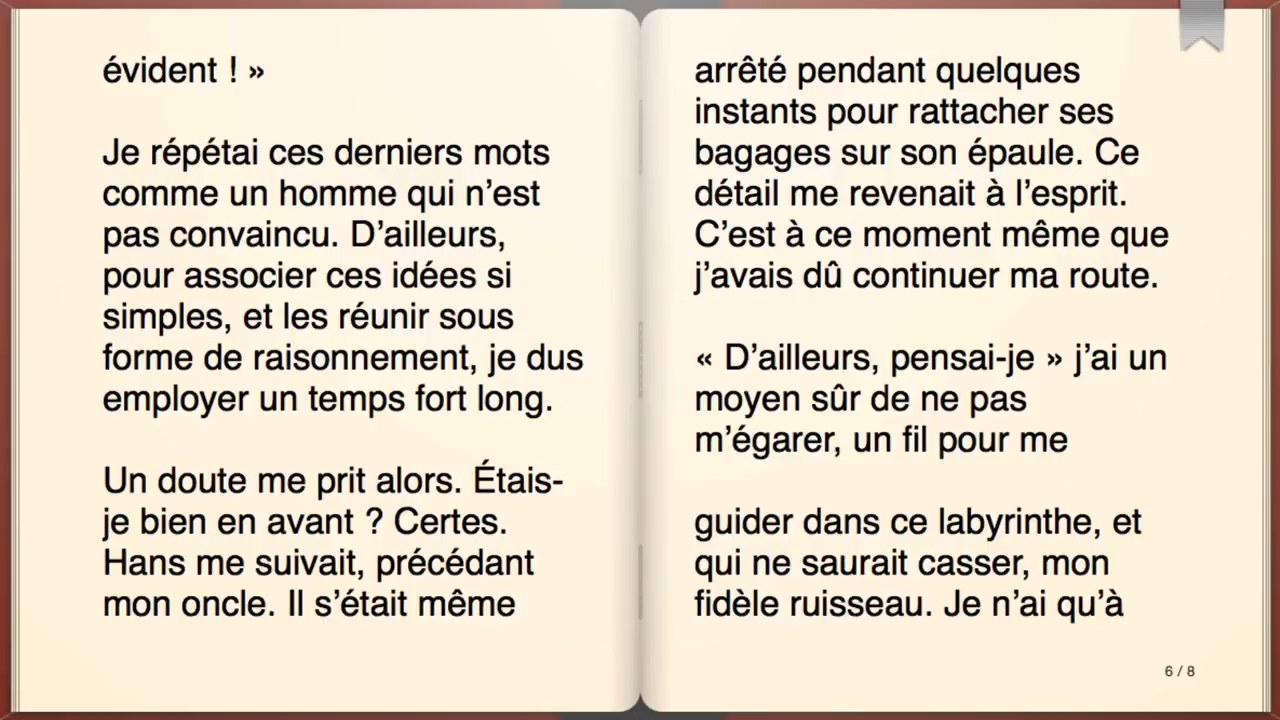 évident ! »
Je répétai ces derniers mots
comme un homme qui n’est
pas convaincu. D’ailleurs,
pour associer ces idées si
simples, et les réunir sous
forme de raisonnement, je dus
employer un temps fort long.
Un doute me prit alors. Étais-
je bien en avant ? Certes.
Hans me suivait, précédant
mon oncle. Il s’était même
arrêté pendant quelques
instants pour rattacher ses
bagages sur son épaule. Ce
détail me revenait à l’esprit.
C’est à ce moment même que
j’avais dû continuer ma route.
« D’ailleurs, pensai-je » j’ai un
moyen sûr de ne pas
m’égarer, un fil pour me
guider dans ce labyrinthe, et
qui ne saurait casser, mon
fidèle ruisseau. Je n’ai qu’à
6 / 8